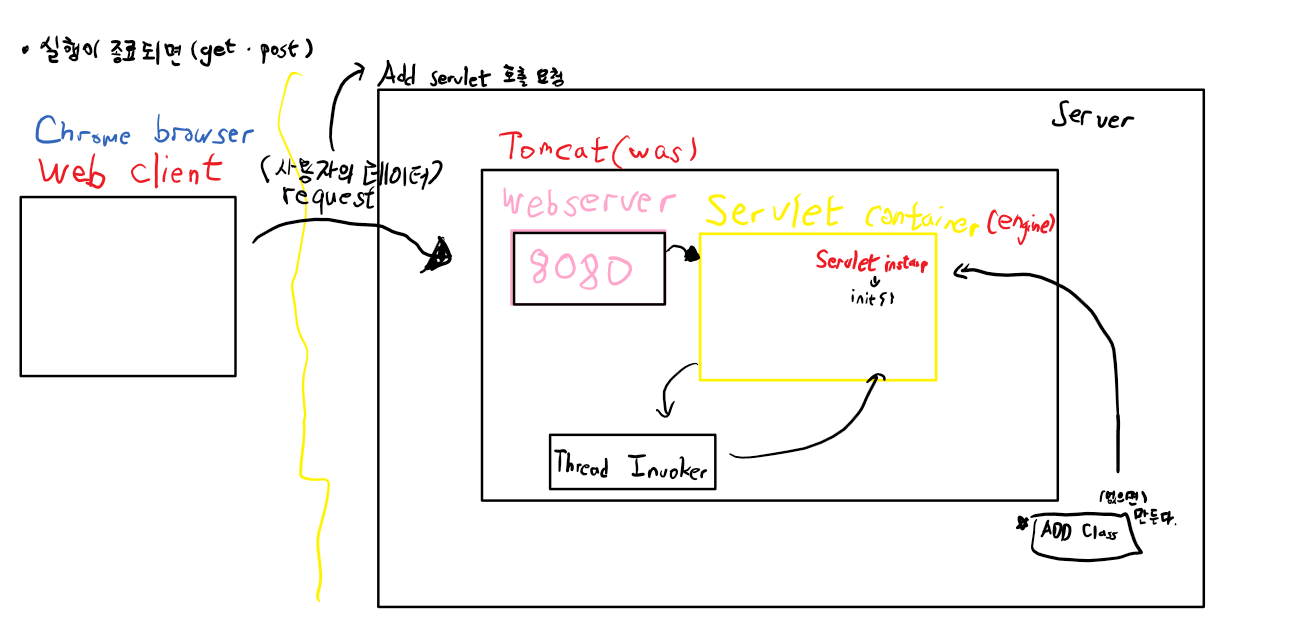 • 실행이 종료되면 (get · post)
Add servlet 호출 요청
Server
Chrome browser
web client
(사용자의 데이터)
request
Tomcat(was)
Webserver
8080
Servlet container (engine)
Servlet
init{}
Thread Invoker
(없으면)
만든다.
* ADD Class